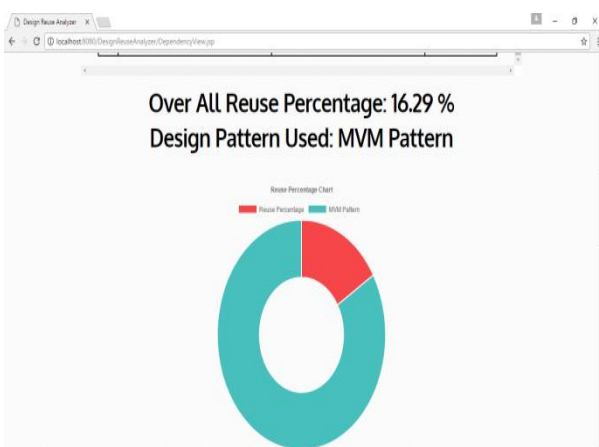 Design Reuse Analyzer
localhost:8080/DesignReuseAnalyzer/DependencyView.jsp
Over All Reuse Percentage: 16.29 %
Design Pattern Used: MVM Pattern
Reuse Percentage Chart
Reuse Percentage MVM Pattern